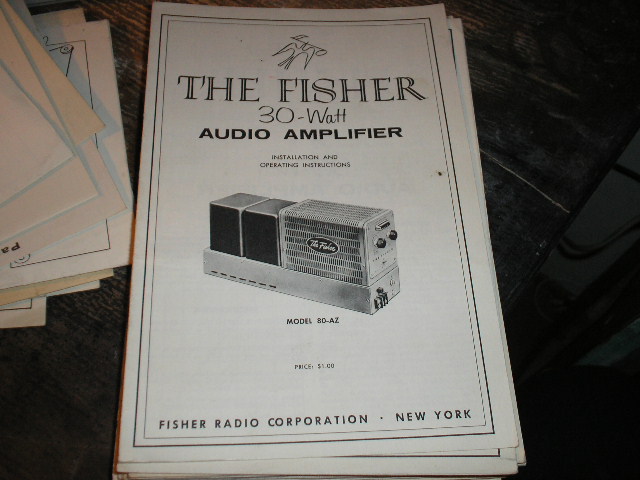 THE FISHER
30-Watt
AUDIO AMPLIFIER
INSTALLATION AND
OPERATING INSTRUCTIONS
The Fisher
MODEL 80-AZ
PRICE: $1.00
FISHER RADIO CORPORATION · NEW YORK
Pa